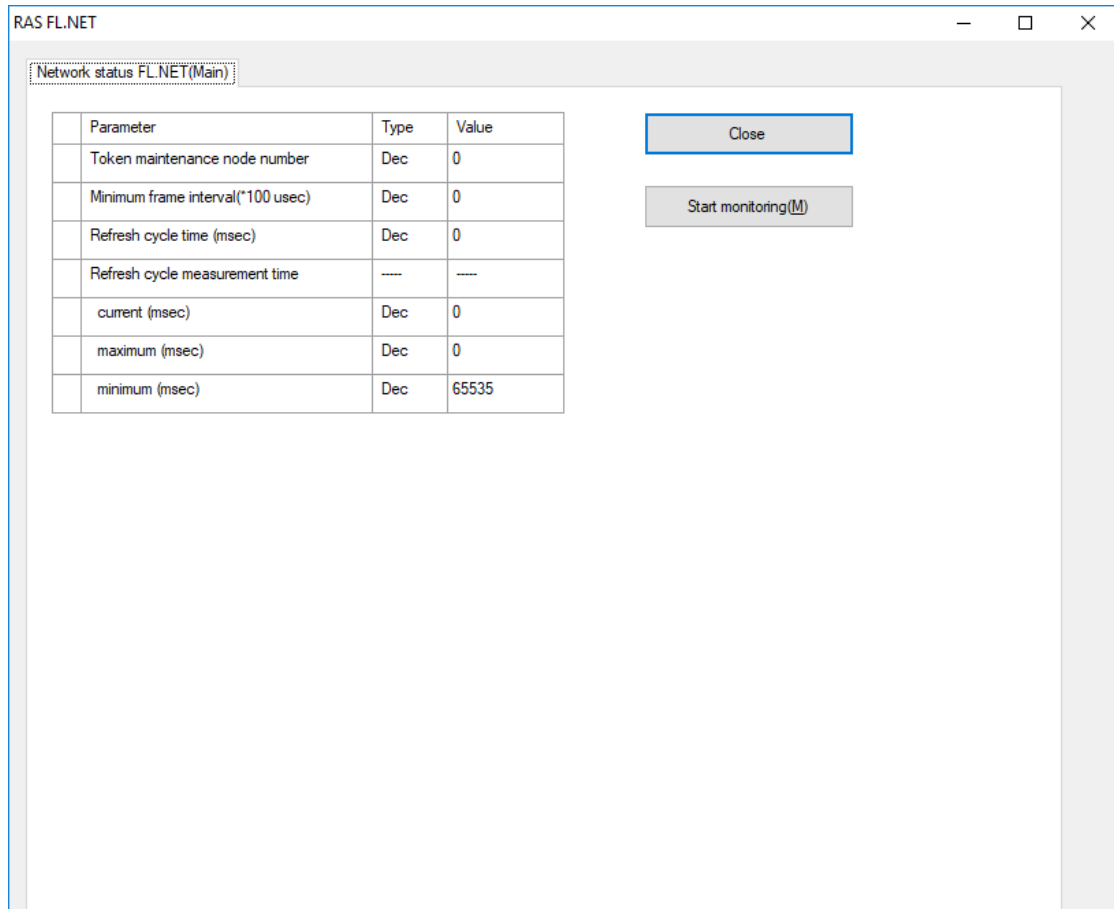 RAS FL.NET
Network status FL.NET(Main)
Parameter Type Value
Token maintenance node number Dec 0
Minimum frame interval(*100 usec) Dec 0
Refresh cycle time (msec) Dec 0
Refresh cycle measurement time ----- -----
current (msec) Dec 0
maximum (msec) Dec 0
minimum (msec) Dec 65535
Close
Start monitoring(M)